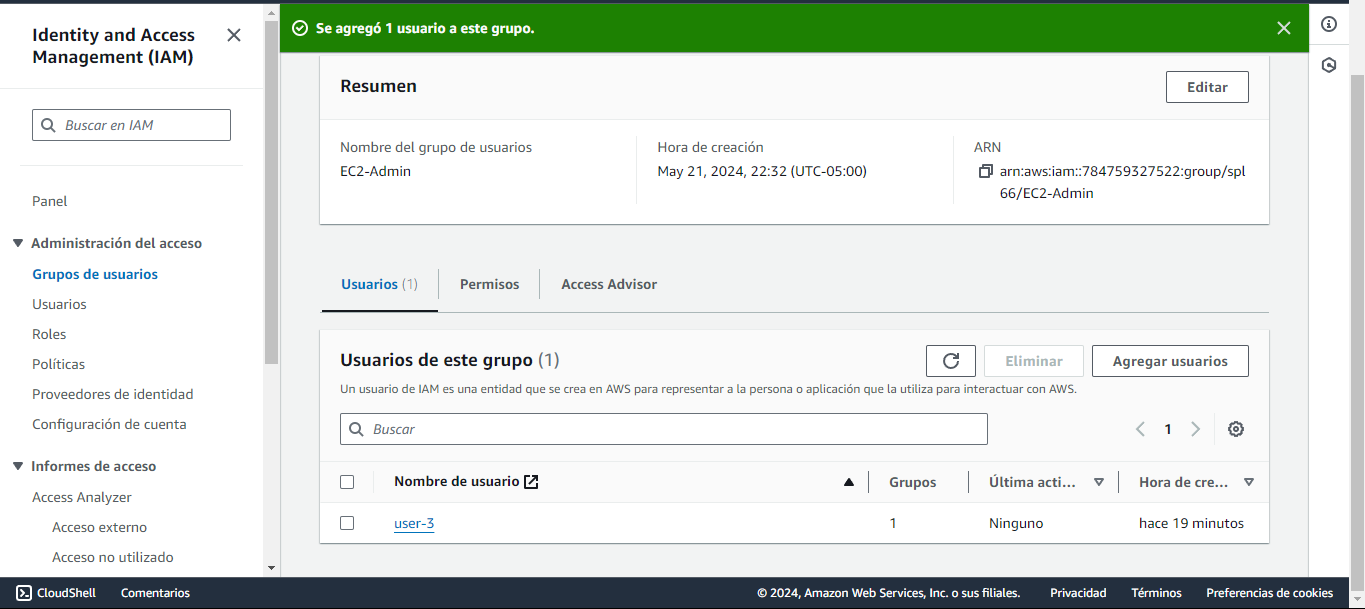 Identity and Access
Management (IAM)
Buscar en IAM
Panel
Administración del acceso
Grupos de usuarios
Usuarios
Roles
Políticas
Proveedores de identidad
Configuración de cuenta
Informes de acceso
Access Analyzer
Acceso externo
Acceso no utilizado
Se agregó 1 usuario a este grupo.
Resumen
Editar
Nombre del grupo de usuarios
EC2-Admin
Hora de creación
May 21, 2024, 22:32 (UTC-05:00)
ARN
arn:aws:iam::784759327522:group/spl
66/EC2-Admin
Usuarios (1)
Permisos
Access Advisor
Usuarios de este grupo (1)
Eliminar
Agregar usuarios
Un usuario de IAM es una entidad que se crea en AWS para representar a la persona o aplicación que la utiliza para interactuar con AWS.
Buscar
1
Nombre de usuario Grupos Última acti... Hora de cre...
user-3 1 Ninguno hace 19 minutos
CloudShell Comentarios © 2024, Amazon Web Services, Inc. o sus filiales. Privacidad Términos Preferencias de cookies